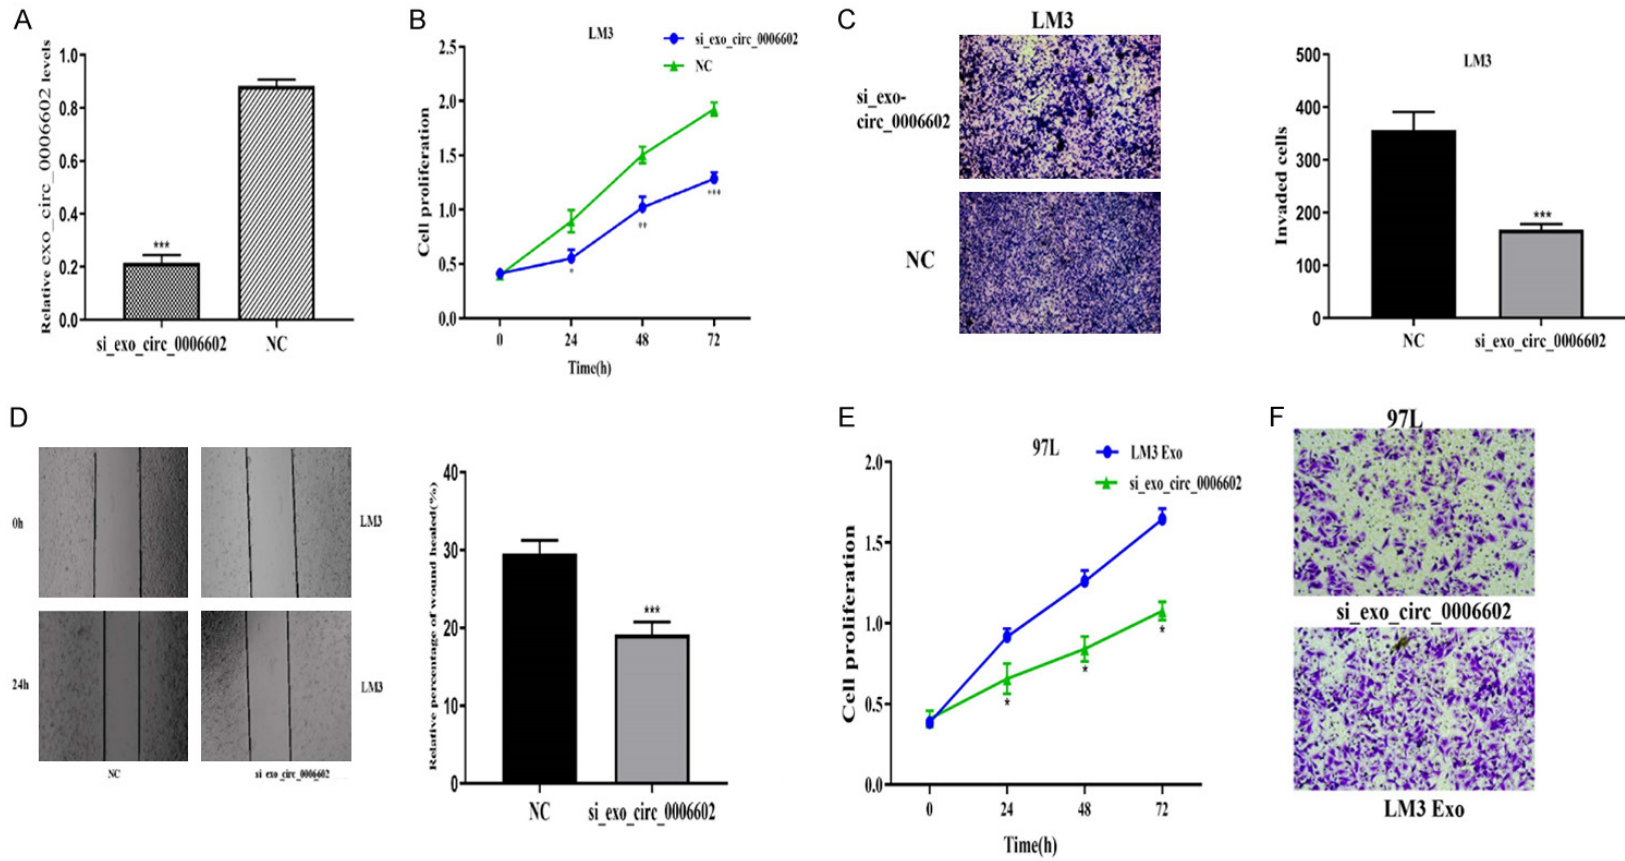 A
Relative exo_circ_0006602 levels
1.0
0.8
0.6
0.4
0.2
0.0
***
si_exo_circ_0006602
NC
B
LM3
si_exo_circ_0006602
NC
Cell proliferation
2.5
2.0
1.5
1.0
0.5
0.0
*
**
***
0
24
48
72
Time(h)
C
LM3
si_exo-
circ_0006602
NC
LM3
Invaded cells
500
400
300
200
100
0
***
NC
si_exo_circ_0006602
D
0h
LM3
24h
LM3
NC
si_exo_circ_0006602
Relative percentage of wound healed(%)
40
30
20
10
0
***
NC
si_exo_circ_0006602
E
97L
LM3 Exo
si_exo_circ_0006602
Cell proliferation
2.0
1.5
1.0
0.5
0.0
*
*
*
0
24
48
72
Time(h)
F
97L
si_exo_circ_0006602
LM3 Exo